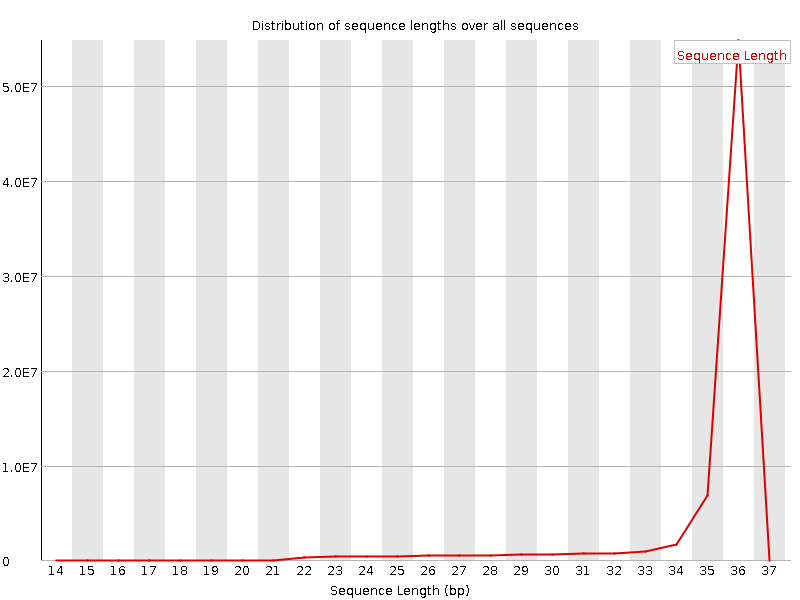 Distribution of sequence lengths over all sequences
Sequence Length
5.0E7
4.0E7
3.0E7
2.0E7
1.0E7
0
14 15 16 17 18 19 20 21 22 23 24 25 26 27 28 29 30 31 32 33 34 35 36 37
Sequence Length (bp)